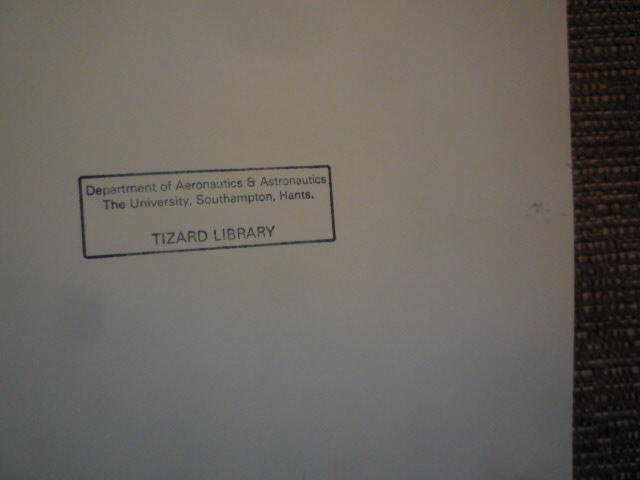 Department of Aeronautics & Astronautics
The University, Southampton, Hants.
TIZARD LIBRARY